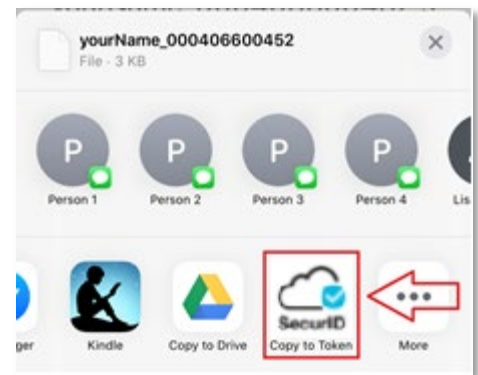 yourName_000406600452
File - 3 KB
P P P P
Person 1 Person 2 Person 3 Person 4 Lis
SecurID
ger Kindle Copy to Drive Copy to Token More